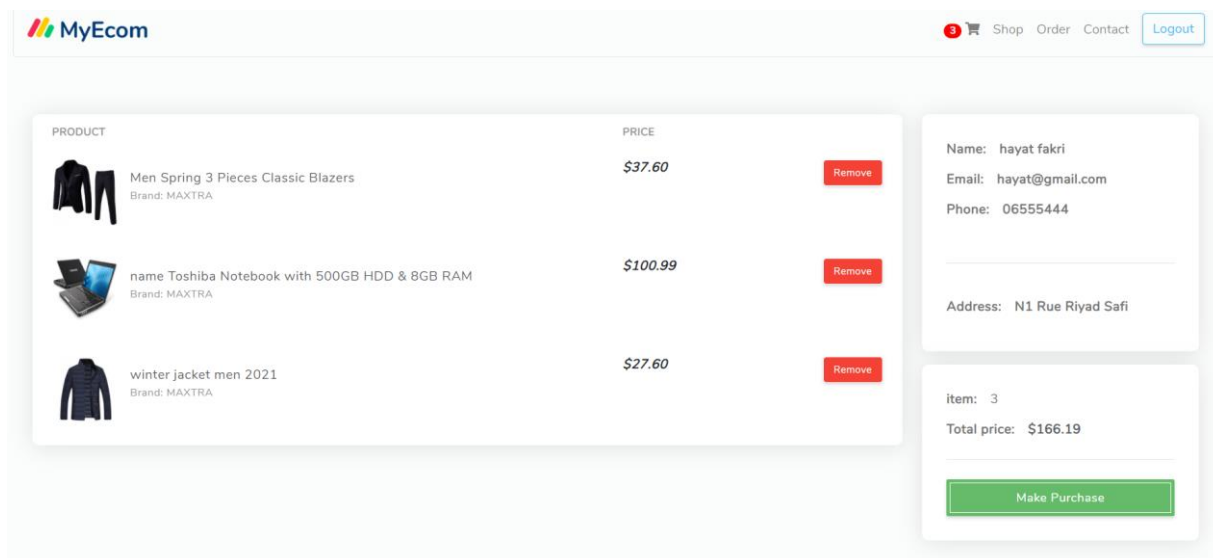 MyEcom
3 Shop Order Contact Logout
PRODUCT PRICE
Men Spring 3 Pieces Classic Blazers
Brand: MAXTRA
$37.60
Remove
name Toshiba Notebook with 500GB HDD & 8GB RAM
Brand: MAXTRA
$100.99
Remove
winter jacket men 2021
Brand: MAXTRA
$27.60
Remove
Name: hayat fakri
Email: hayat@gmail.com
Phone: 06555444
Address: N1 Rue Riyad Safi
item: 3
Total price: $166.19
Make Purchase